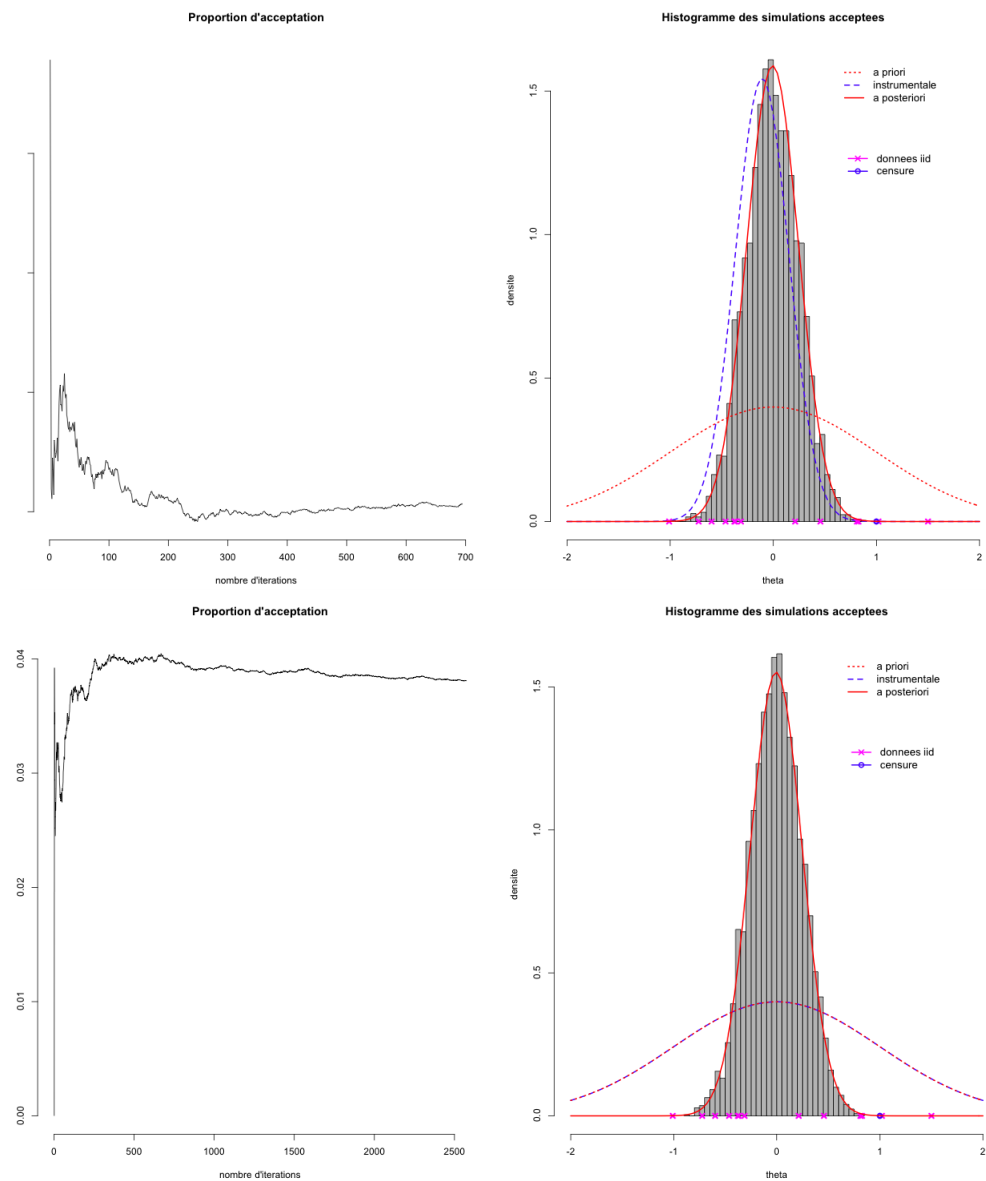 Proportion d'acceptation
0 100 200 300 400 500 600 700
nombre d'iterations
Histogramme des simulations acceptees
a priori
instrumentale
a posteriori
donnees iid
censure
densite
1.5
1.0
0.5
0.0
-2 -1 0 1 2
theta
Proportion d'acceptation
0.04
0.03
0.02
0.01
0.00
0 500 1000 1500 2000 2500
nombre d'iterations
Histogramme des simulations acceptees
a priori
instrumentale
a posteriori
donnees iid
censure
densite
1.5
1.0
0.5
0.0
-2 -1 0 1 2
theta